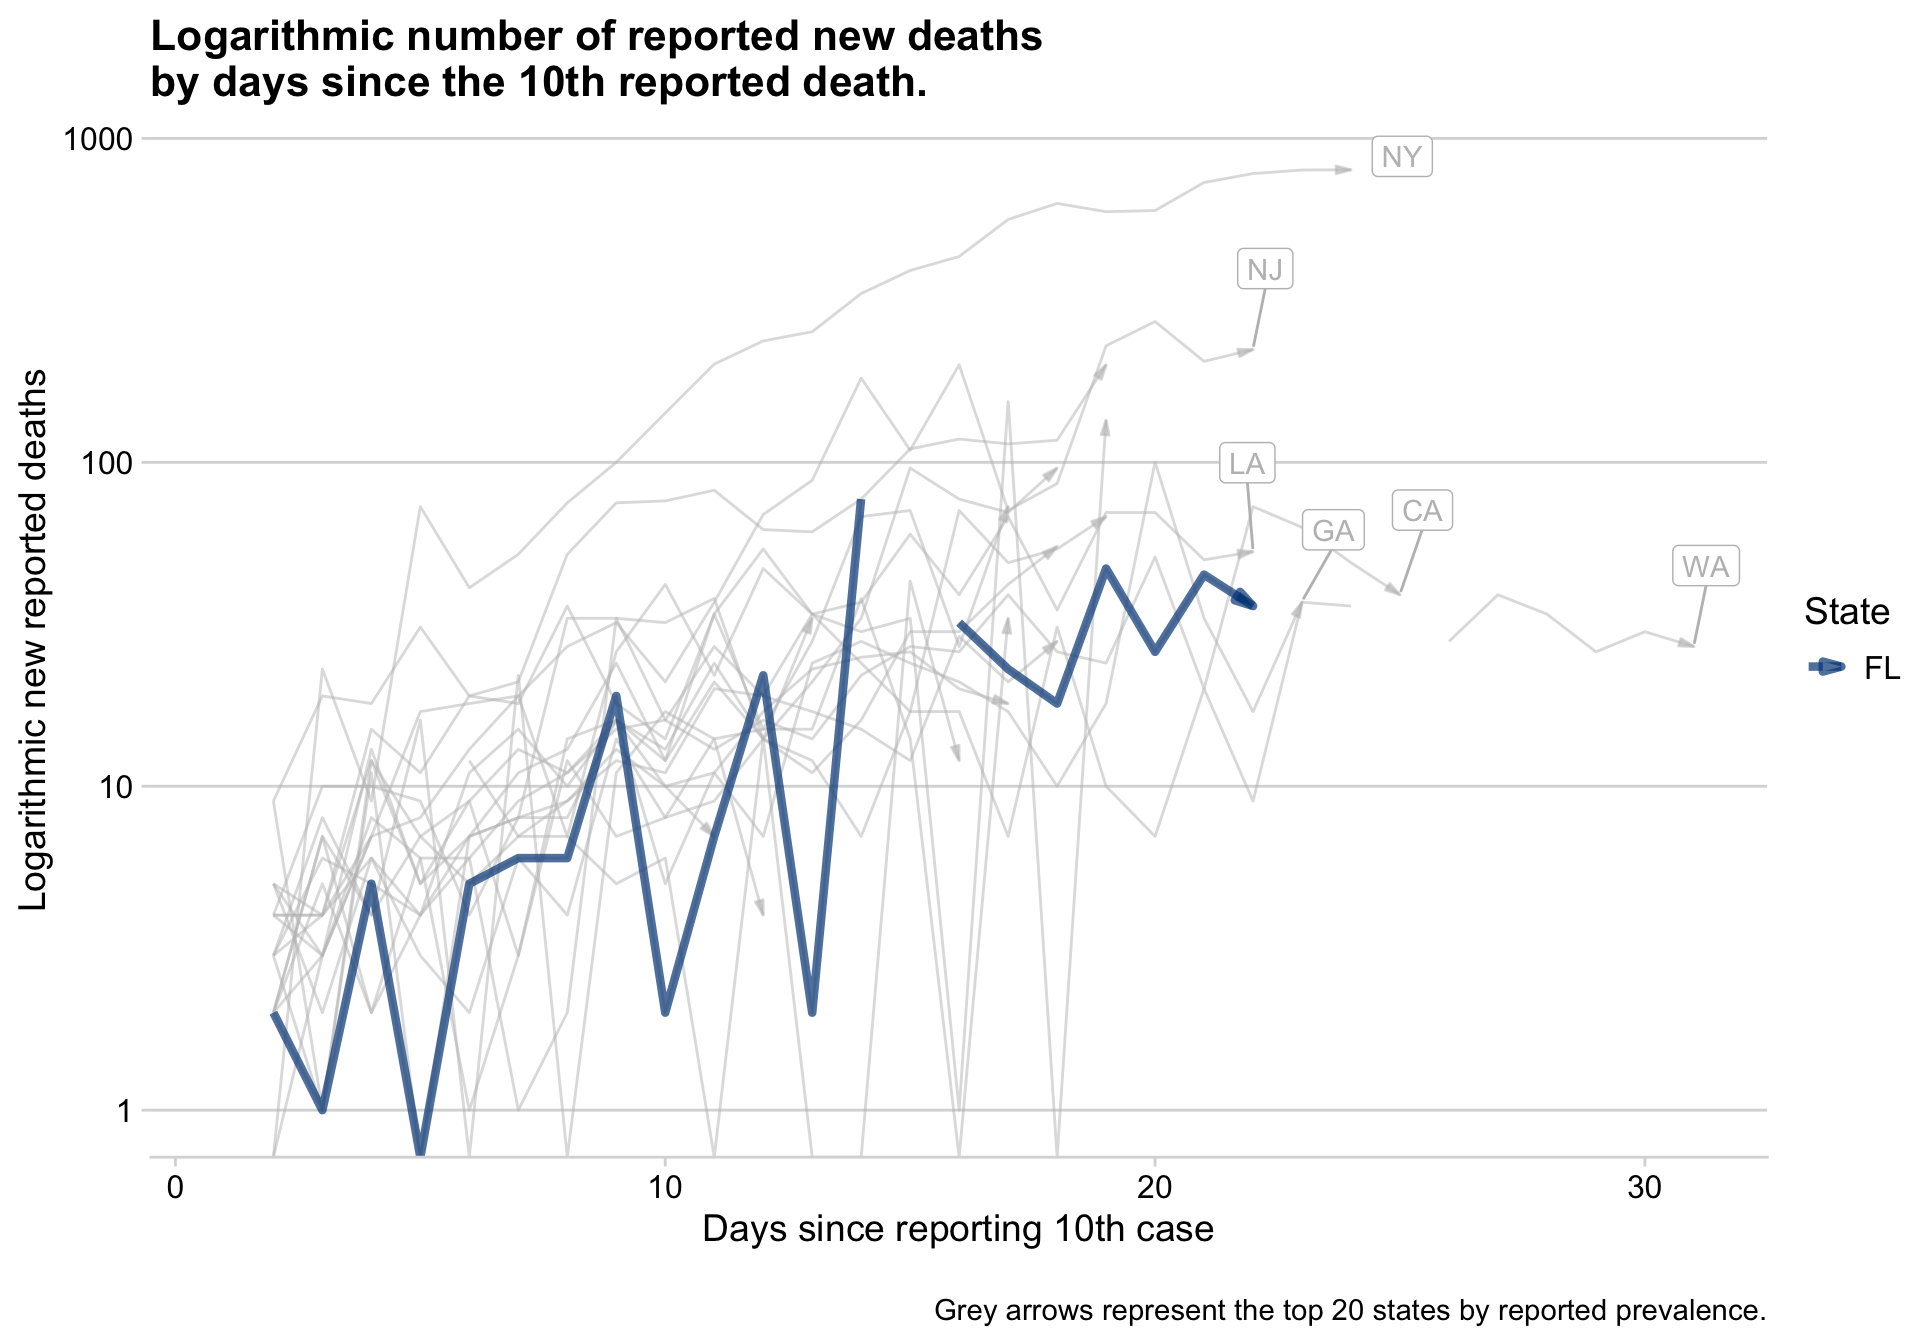 Logarithmic number of reported new deaths
by days since the 10th reported death.
1000
100
10
1
Logarithmic new reported deaths
NY
NJ
LA
GA
CA
WA
State
FL
0
10
20
30
Days since reporting 10th case
Grey arrows represent the top 20 states by reported prevalence.